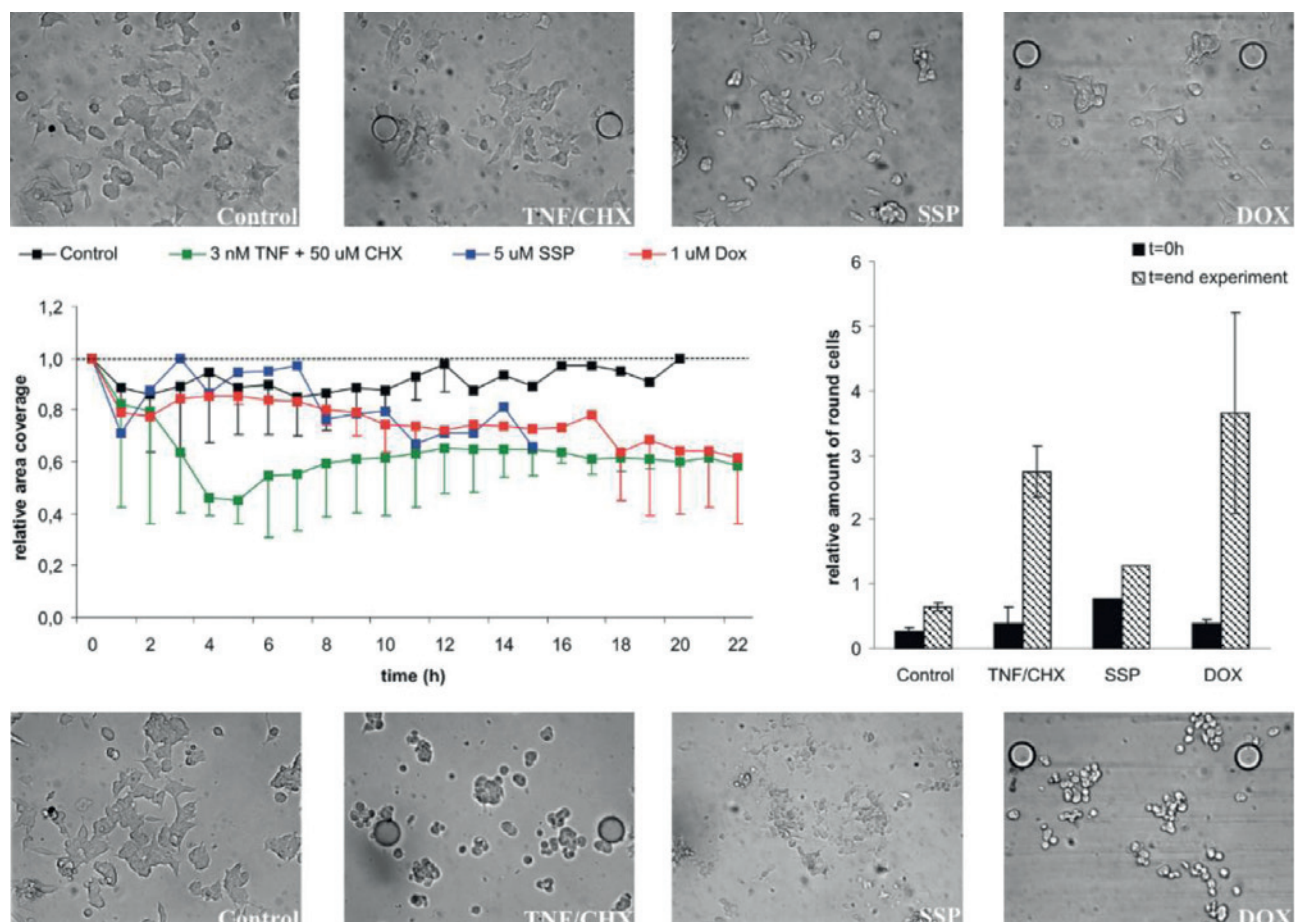 Control
TNF/CHX
SSP
DOX
Control
3 nM TNF + 50 uM CHX
5 uM SSP
1 uM Dox
relative area coverage
1,2
1,0
0,8
0,6
0,4
0,2
0,0
0 2 4 6 8 10 12 14 16 18 20 22
time (h)
t=0h
t=end experiment
relative amount of round cells
6
5
4
3
2
1
0
Control TNF/CHX SSP DOX
Control
TNF/CHX
SSP
DOX